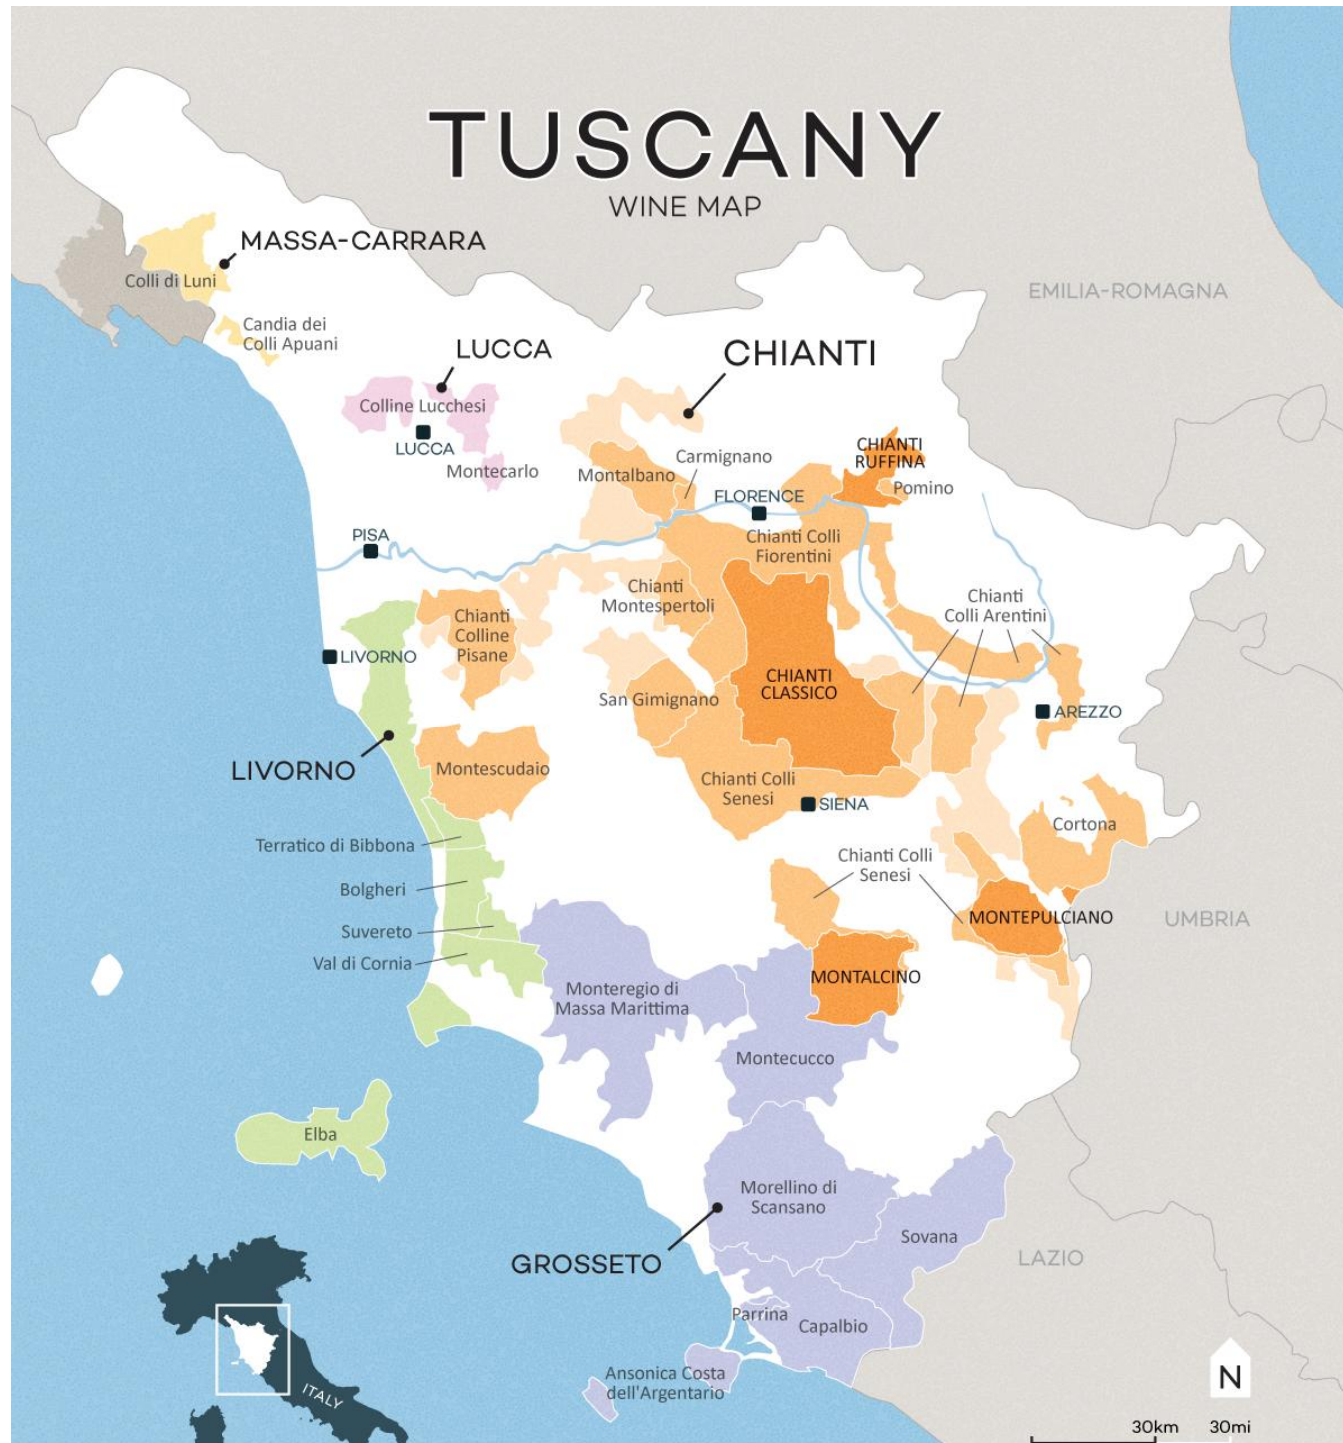 TUSCANY
WINE MAP
MASSA-CARRARA
Colli di Luni
EMILIA-ROMAGNA
Candia dei
Colli Apuani
LUCCA
CHIANTI
Colline Lucchesi
LUCCA
Montecarlo
CHIANTI
RUFFINA
Carmignano
Montalbano
Pomino
FLORENCE
PISA
Chianti Colli
Fiorentini
Chianti
Montespertoli
Chianti
Colli Arentini
Chianti
Colline
Pisane
LIVORNO
CHIANTI
CLASSICO
San Gimignano
AREZZO
LIVORNO
Montescudaio
Chianti Colli
Senesi
SIENA
Cortona
Terratico di Bibbona
Chianti Colli
Senesi
Bolgheri
MONTEPULCIANO
UMBRIA
Suvereto
Val di Cornia
MONTALCINO
Monteregio di
Massa Marittima
Montecucco
Elba
Morellino di
Scansano
Sovana
GROSSETO
LAZIO
Parrina
Capalbio
Ansonica Costa
dell'Argentario
ITALY
N
30km 30mi